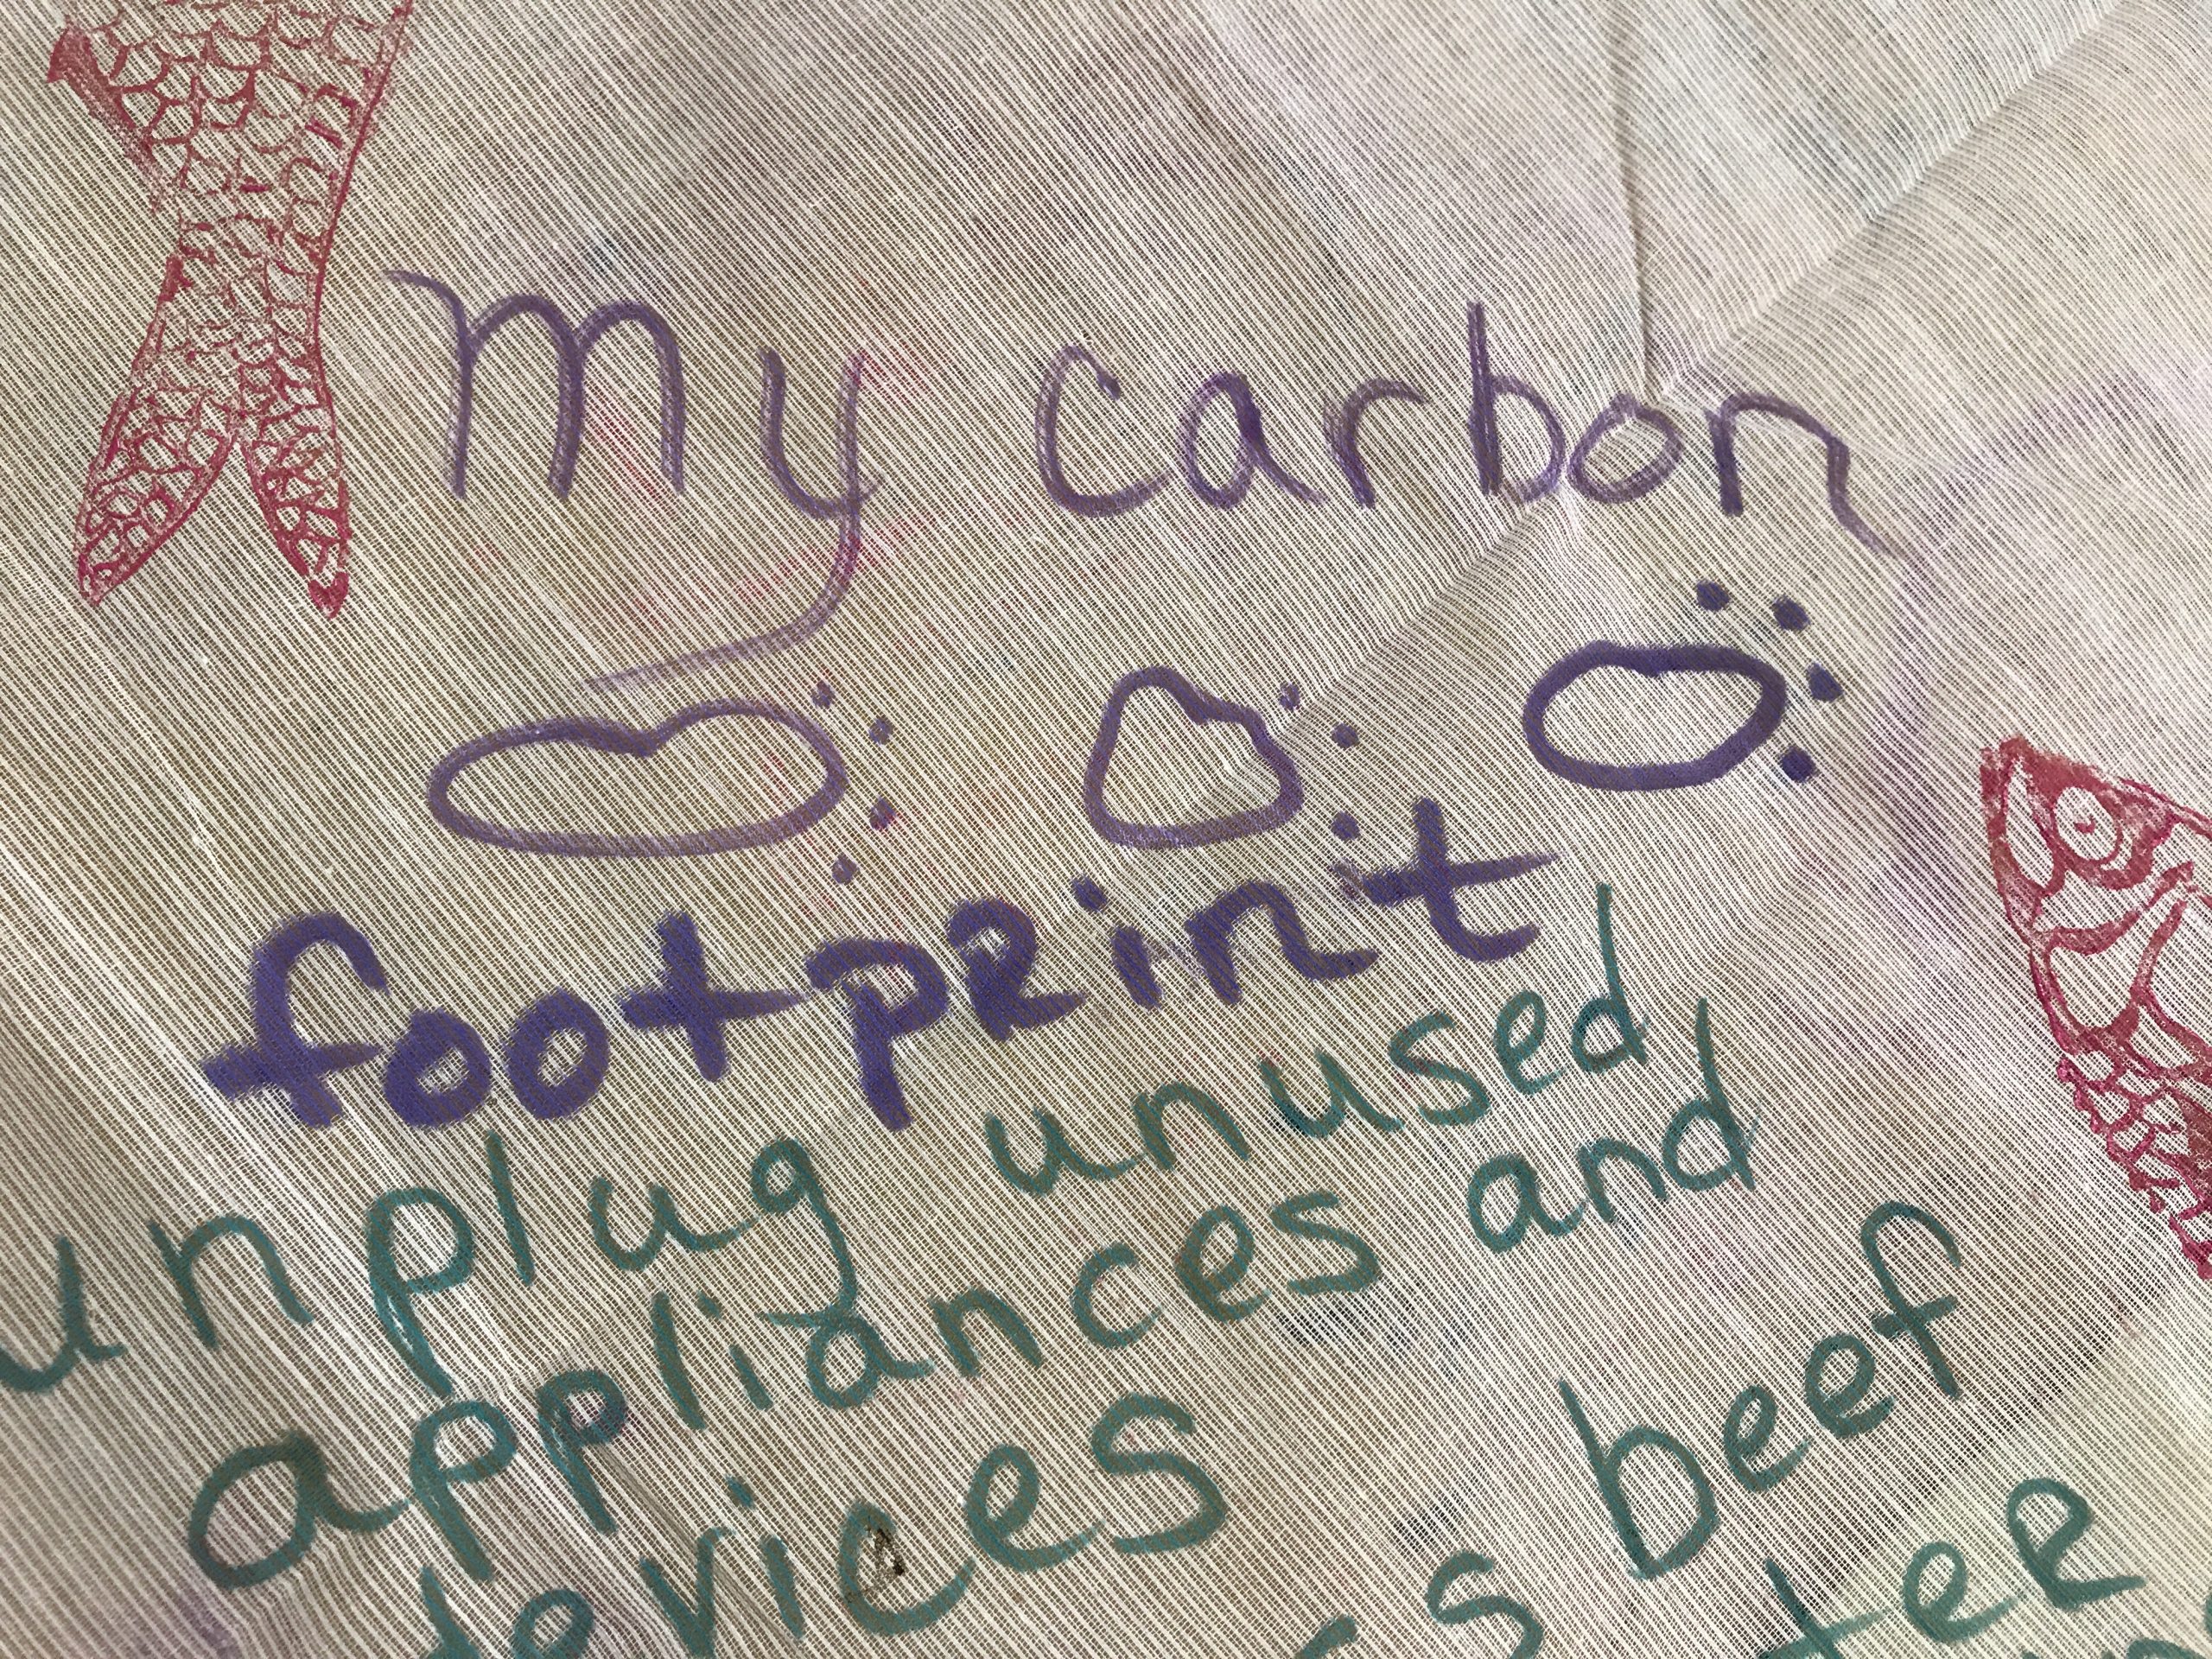 my carbon
footprint
unplug unused
appliances and
devices
beef